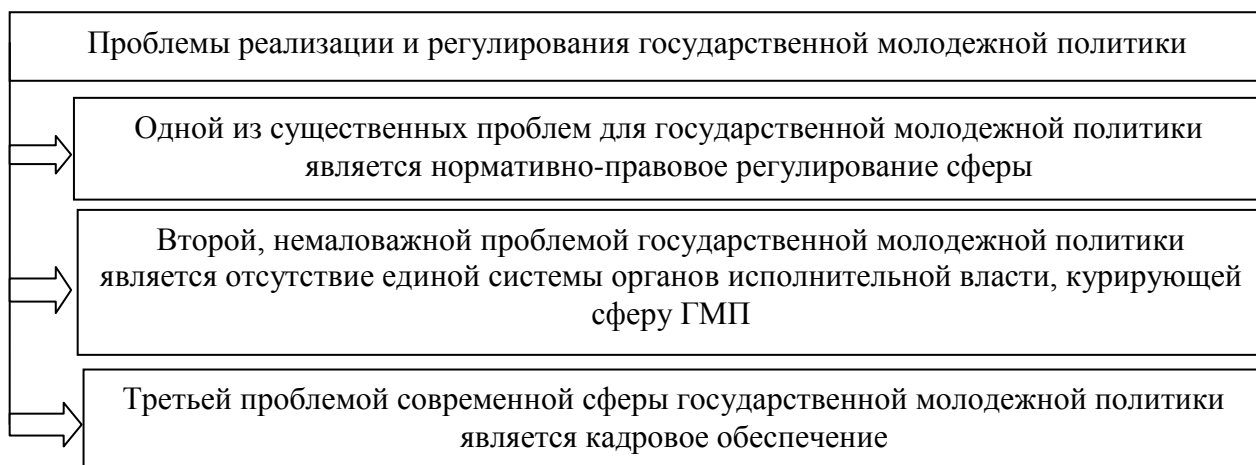 Проблемы реализации и регулирования государственной молодежной политики
Одной из существенных проблем для государственной молодежной политики
является нормативно-правовое регулирование сферы
Второй, немаловажной проблемой государственной молодежной политики
является отсутствие единой системы органов исполнительной власти, курирующей
сферу ГМП
Третьей проблемой современной сферы государственной молодежной политики
является кадровое обеспечение